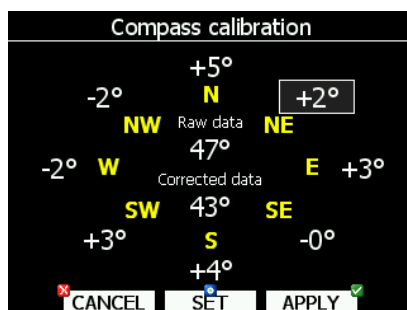 Compass calibration
+5°
-2° N +2°
NW Raw data NE
47°
-2° W E +3°
Corrected data
SW 43° SE
+3° S -0°
+4°
CANCEL SET APPLY